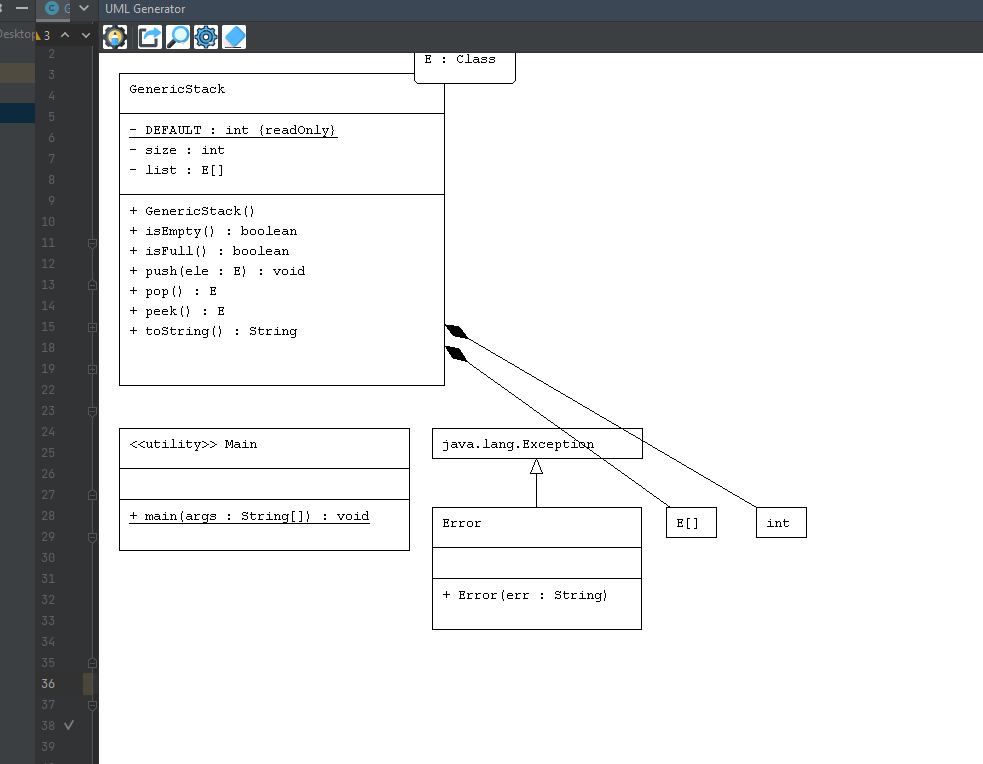 UML Generator
Desktop
3
E : Class
GenericStack
- DEFAULT : int {readOnly}
- size : int
- list : E[]
+ GenericStack()
+ isEmpty() : boolean
+ isFull() : boolean
+ push(ele : E) : void
+ pop() : E
+ peek() : E
+ toString() : String
<<utility>> Main
+ main(args : String[]) : void
java.lang.Exception
Error
+ Error(err : String)
E[]
int
2
3
4
5
6
7
8
9
10
11
12
13
14
15
18
19
22
23
24
25
26
27
28
29
30
31
32
33
34
35
36
37
38
39